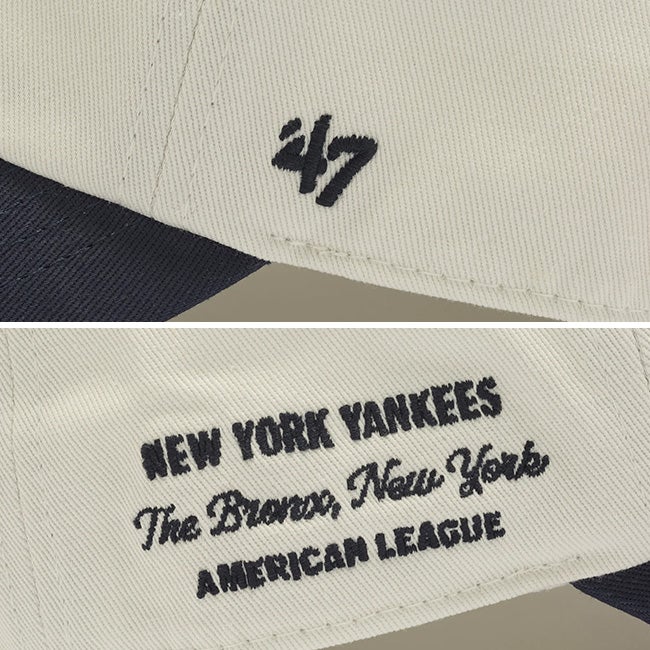 '47
NEW YORK YANKEES
The Bronx, New York
AMERICAN LEAGUE